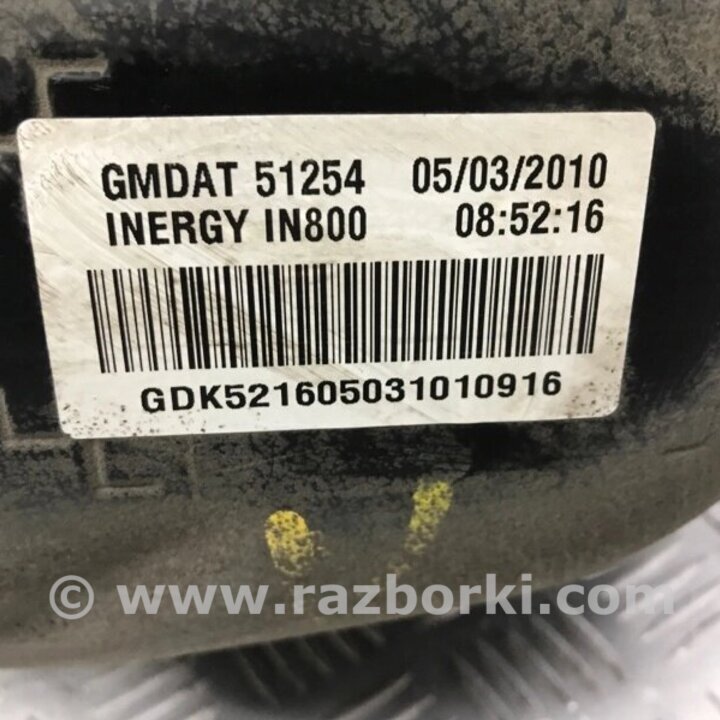 GMDAT 51254 05/03/2010
INERGY IN800 08:52:16
GDK521605031010916
© www.razborki.com